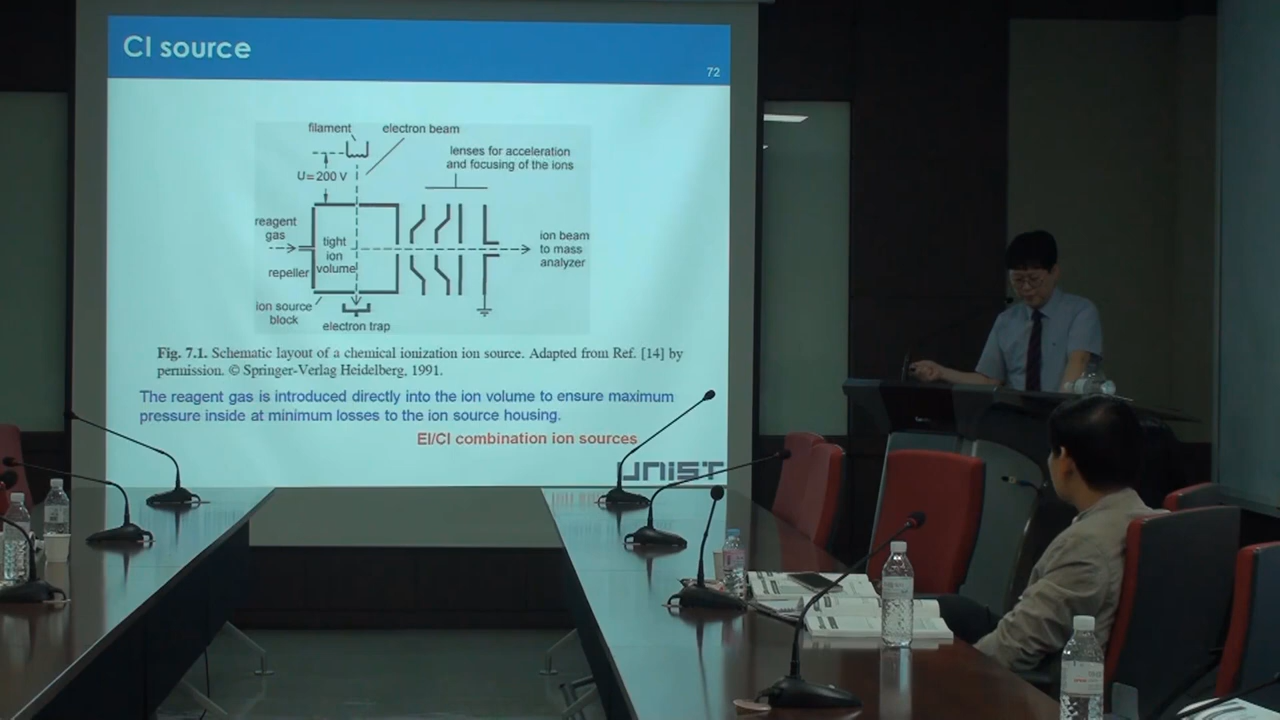 CI source
72
filament
electron beam
lenses for acceleration
and focusing of the ions
U=200 V
reagent
gas
tight
ion
volume
ion beam
to mass
analyzer
repeller
ion source
block
electron trap
Fig. 7.1. Schematic layout of a chemical ionization ion source. Adapted from Ref. [14] by
permission. © Springer-Verlag Heidelberg, 1991.
The reagent gas is introduced directly into the ion volume to ensure maximum
pressure inside at minimum losses to the ion source housing.
EI/CI combination ion sources
UNIST